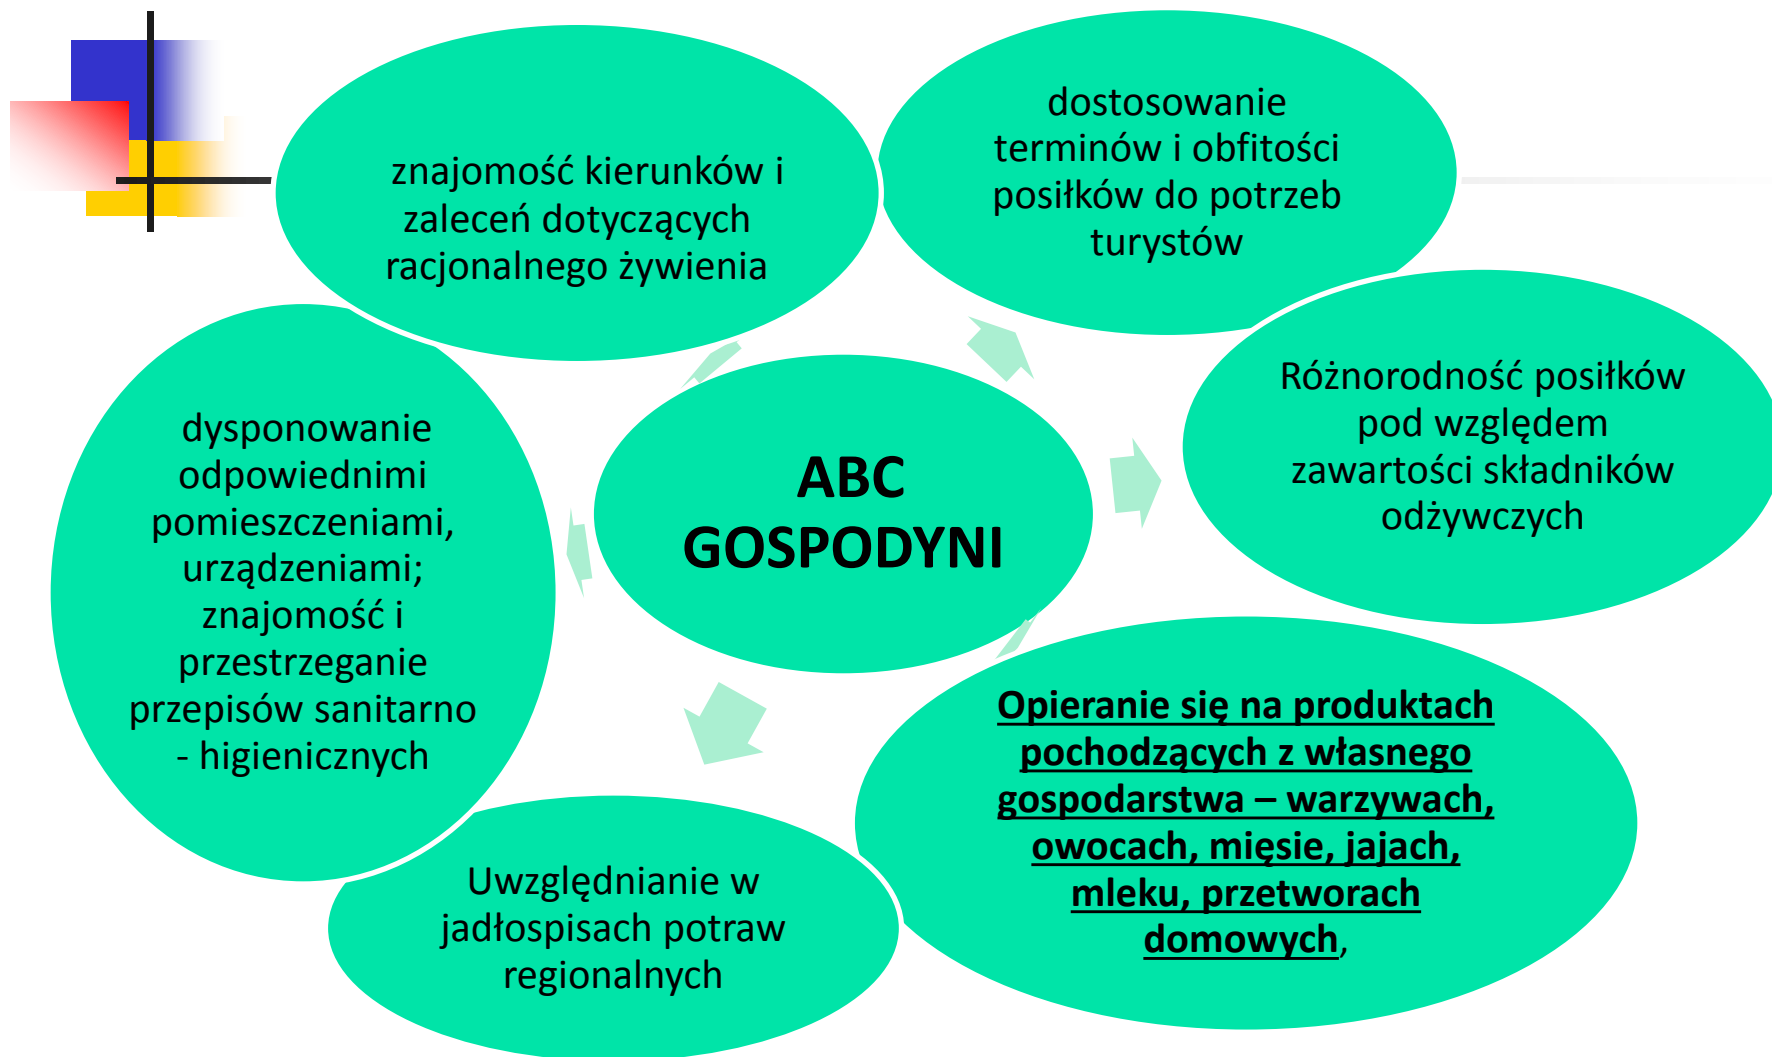 znajomość kierunków i
zaleceń dotyczących
racjonalnego żywienia
dostosowanie
terminów i obfitości
posiłków do potrzeb
turystów
Różnorodność posiłków
pod względem
zawartości składników
odżywczych
dysponowanie
odpowiednimi
pomieszczeniami,
urządzeniami;
znajomość i
przestrzeganie
przepisów sanitarno
- higienicznych
ABC
GOSPODYNI
Opieranie się na produktach
pochodzących z własnego
gospodarstwa – warzywach,
owocach, mięsie, jajach,
mleku, przetworach
domowych,
Uwzględnianie w
jadłospisach potraw
regionalnych